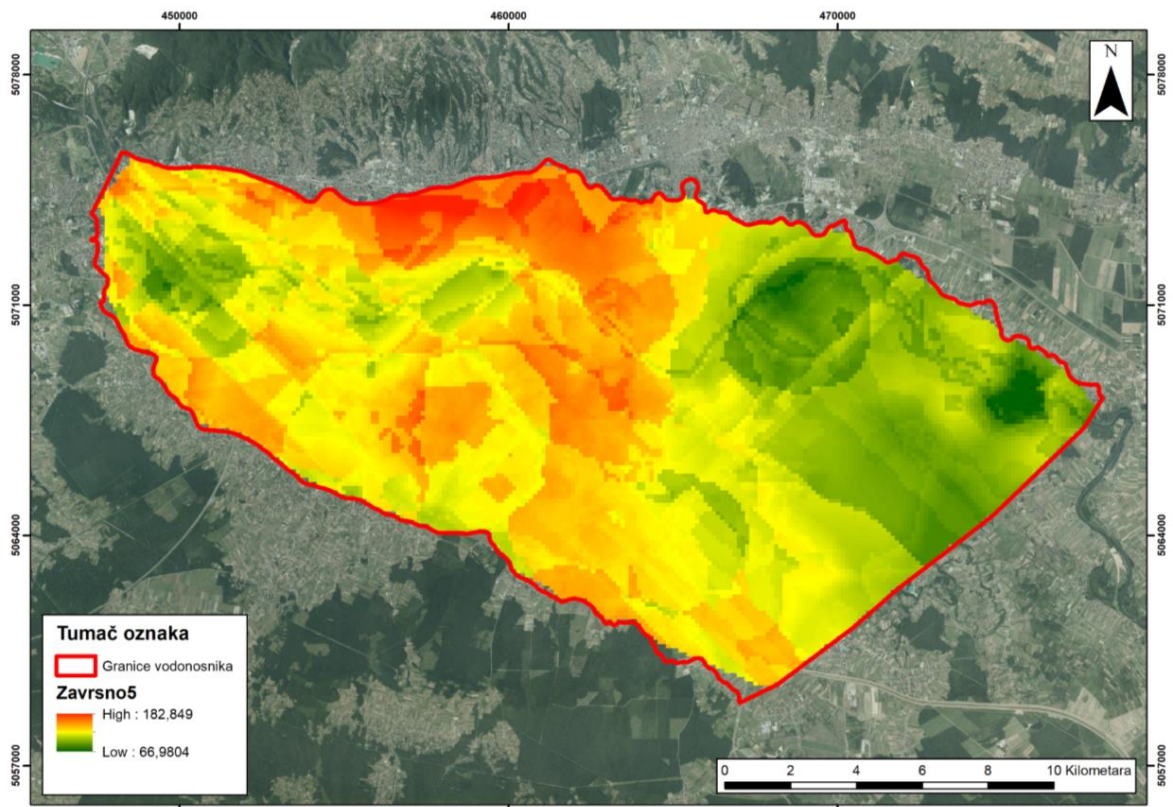 450000
460000
470000
5078000
5078000
N
5071000
5071000
5064000
5064000
Tumač oznaka
Granice vodonosnika
Zavrsno5
High : 182,849
Low : 66,9804
5057000
5057000
0 2 4 6 8 10 Kilometara